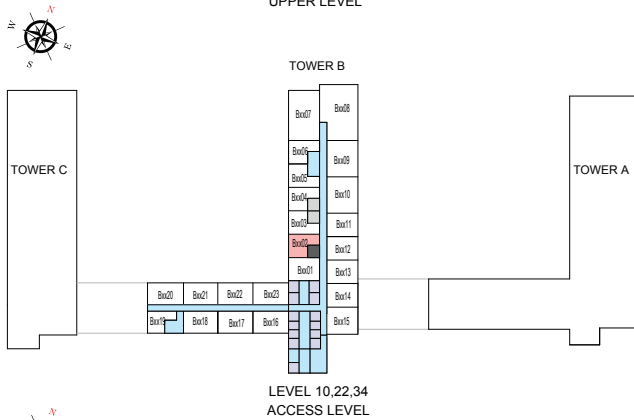 UPPER LEVEL
N
W
E
S
TOWER B
Bxx07
Bxx08
Bxx06
Bxx09
Bxx05
TOWER C
TOWER A
Bxx04
Bxx10
Bxx03
Bxx11
Bxx02
Bxx12
Bxx01
Bxx13
Bxx20
Bxx21
Bxx22
Bxx23
Bxx14
Bxx19
Bxx18
Bxx17
Bxx16
Bxx15
LEVEL 10,22,34
ACCESS LEVEL
N